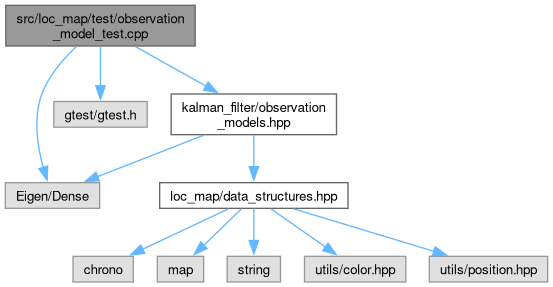 src/loc_map/test/observation
_model_test.cpp
gtest/gtest.h
kalman_filter/observation
_models.hpp
Eigen/Dense
loc_map/data_structures.hpp
chrono
map
string
utils/color.hpp
utils/position.hpp